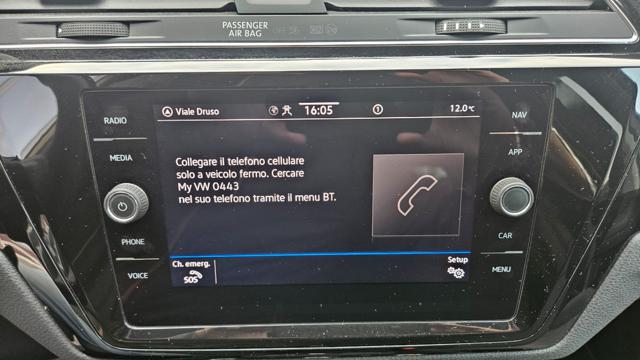 PASSENGER
AIR BAG
OFF
Viale Druso
16:05
1
12.0 °C
RADIO
MEDIA
PHONE
VOICE
NAV
APP
CAR
MENU
Collegare il telefono cellulare
solo a veicolo fermo. Cercare
My VW 0443
nel suo telefono tramite il menu BT.
Ch. emerg.
SOS
Setup